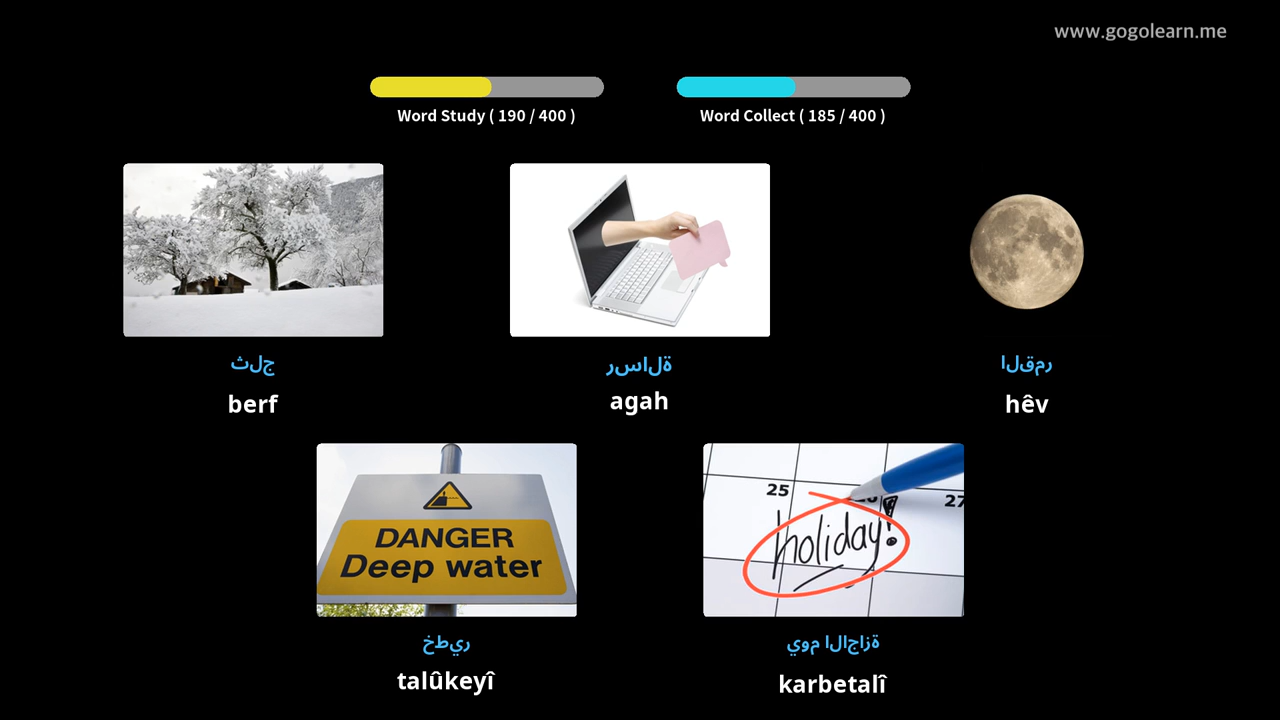 www.gogolearn.me
Word Study ( 190 / 400 )
Word Collect ( 185 / 400 )
ثلج
berf
رسالة
agah
القمر
hêv
DANGER
Deep water
خطير
talûkeyî
25
27
holiday!
يوم الاجازة
karbetalî